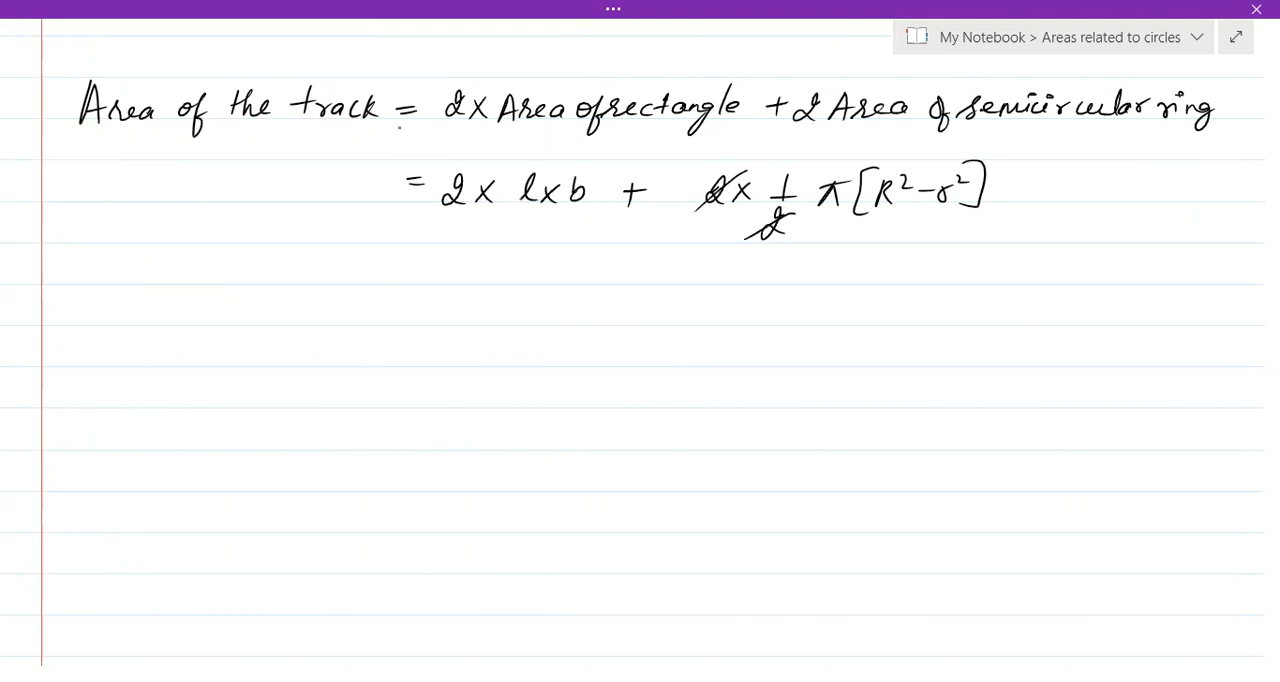 My Notebook > Areas related to circles
Area of the track = 2 × Area of rectangle + 2 Area of semicircular ring
= 2 × l × b + 2 × 1/2 π [R² - r²]